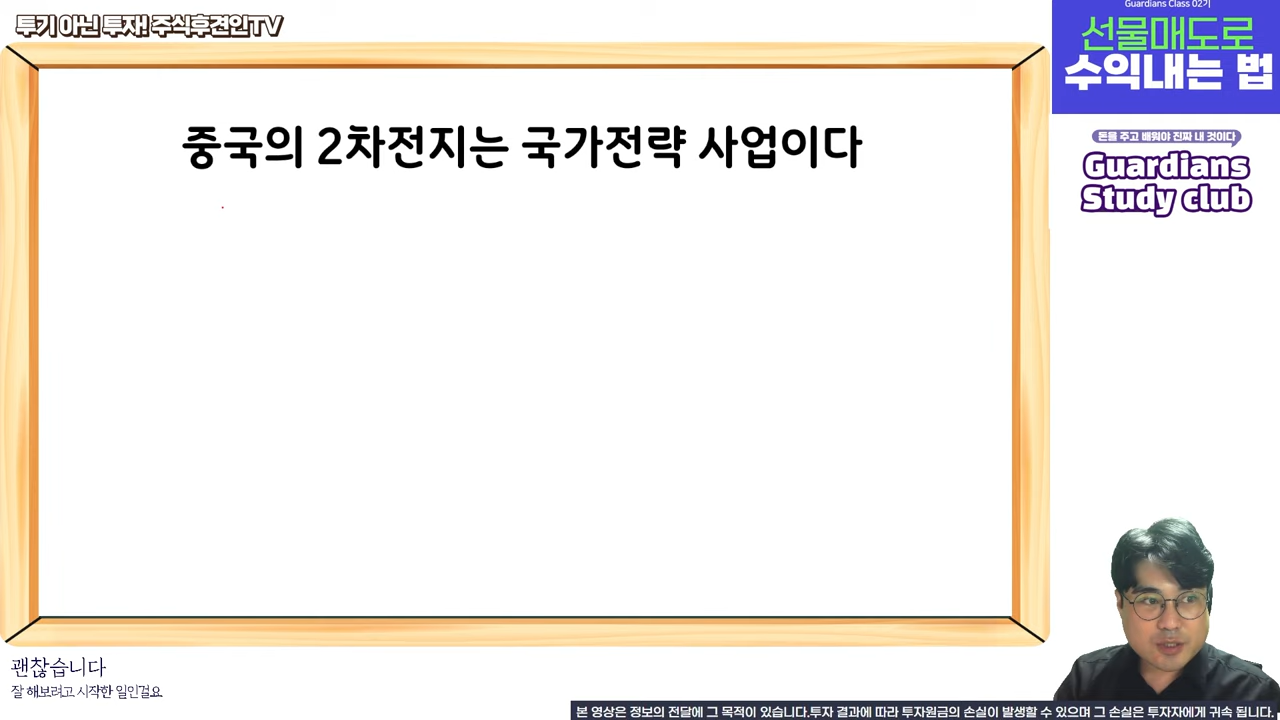 투기 아닌 투자! 주식후견인TV
Guardians Class 02기
선물매도로
수익내는 법
중국의 2차전지는 국가전략 사업이다
돈을 주고 배워야 진짜 내 것이다
Guardians
Study club
괜찮습니다
잘 해보려고 시작한 일인걸요
본 영상은 정보의 전달에 그 목적이 있습니다.투자 결과에 따라 투자원금의 손실이 발생할 수 있으며 그 손실은 투자자에게 귀속 됩니다.